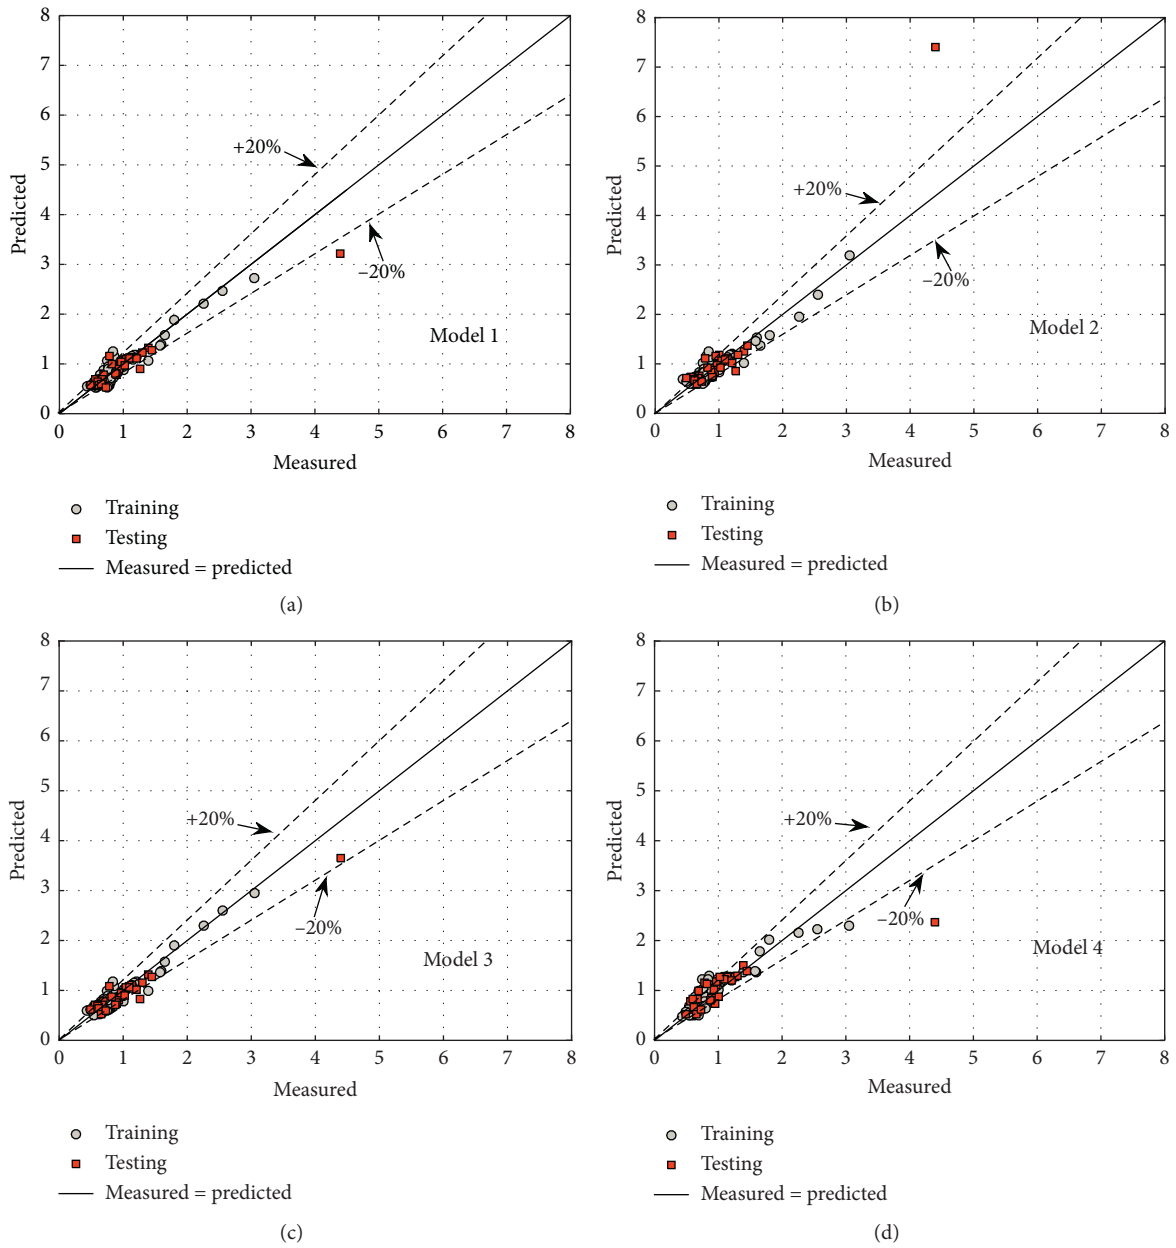 8
7
6
5
4
3
2
1
0
Predicted
+20%
−20%
Model 1
0 1 2 3 4 5 6 7 8
Measured
Training
Testing
Measured = predicted
(a)
8
7
6
5
4
3
2
1
0
Predicted
+20%
−20%
Model 2
0 1 2 3 4 5 6 7 8
Measured
Training
Testing
Measured = predicted
(b)
8
7
6
5
4
3
2
1
0
Predicted
+20%
−20%
Model 3
0 1 2 3 4 5 6 7 8
Measured
Training
Testing
Measured = predicted
(c)
8
7
6
5
4
3
2
1
0
Predicted
+20%
−20%
Model 4
0 1 2 3 4 5 6 7 8
Measured
Training
Testing
Measured = predicted
(d)